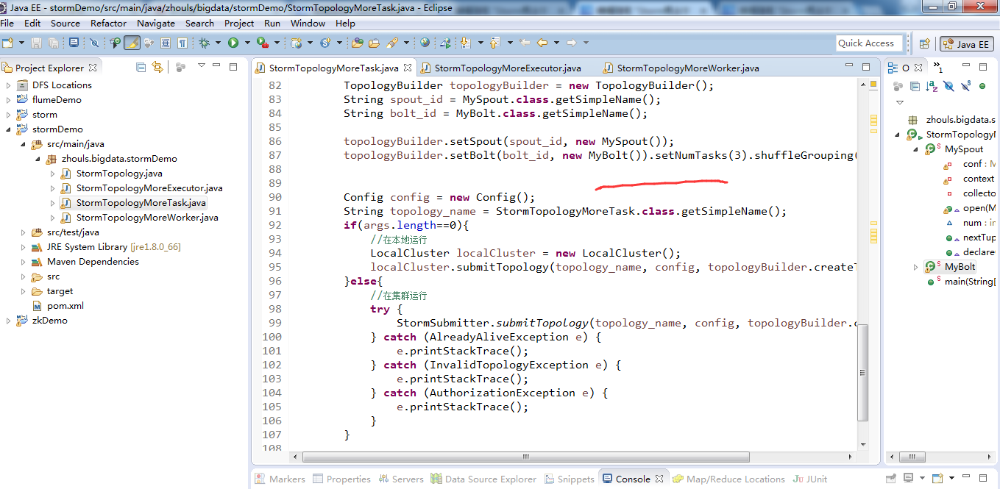 Java EE - stormDemo/src/main/java/zhouls/bigdata/stormDemo/StormTopologyMoreTask.java - Eclipse
File Edit Source Refactor Navigate Search Project Run Window Help
Quick Access
Java EE
Project Explorer
DFS Locations
flumeDemo
storm
stormDemo
src/main/java
zhouls.bigdata.stormDemo
StormTopology.java
StormTopologyMoreExecutor.java
StormTopologyMoreTask.java
StormTopologyMoreWorker.java
src/test/java
JRE System Library [jre1.8.0_66]
Maven Dependencies
src
target
pom.xml
zkDemo
StormTopologyMoreTask.java StormTopologyMoreExecutor.java StormTopologyMoreWorker.java
82 TopologyBuilder topologyBuilder = new TopologyBuilder();
83 String spout_id = MySpout.class.getSimpleName();
84 String bolt_id = MyBolt.class.getSimpleName();
85
86 topologyBuilder.setSpout(spout_id, new MySpout());
87 topologyBuilder.setBolt(bolt_id, new MyBolt()).setNumTasks(3).shuffleGrouping(
88
89
90 Config config = new Config();
91 String topology_name = StormTopologyMoreTask.class.getSimpleName();
92 if(args.length==0){
93 //在本地运行
94 LocalCluster localCluster = new LocalCluster();
95 localCluster.submitTopology(topology_name, config, topologyBuilder.createT
96 }else{
97 //在集群运行
98 try {
99 StormSubmitter.submitTopology(topology_name, config, topologyBuilder.c
100 } catch (AlreadyAliveException e) {
101 e.printStackTrace();
102 } catch (InvalidTopologyException e) {
103 e.printStackTrace();
104 } catch (AuthorizationException e) {
105 e.printStackTrace();
106 }
107 }
108
O
»1
zhouls.bigdata.s
StormTopologyM
MySpout
conf : M
context
collecto
open(M
num : in
nextTup
declare
MyBolt
main(String[
Markers Properties Servers Data Source Explorer Snippets Console Map/Reduce Locations JUnit